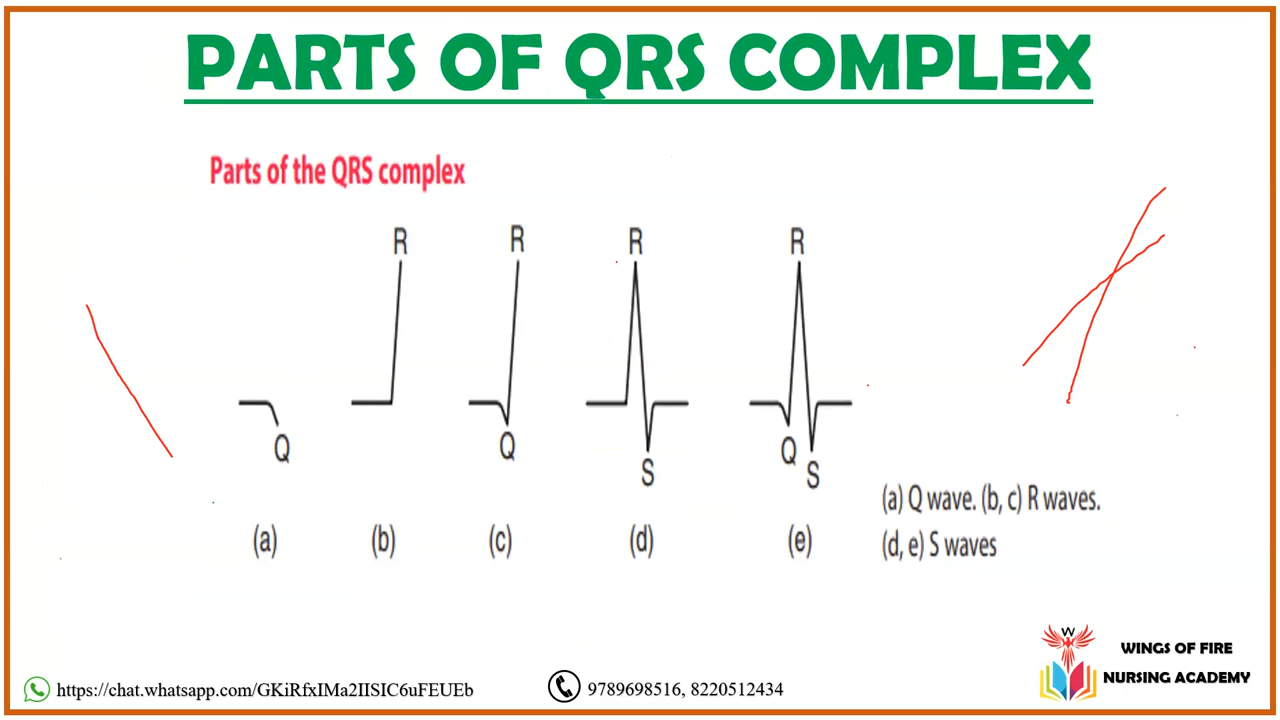 PARTS OF QRS COMPLEX
Parts of the QRS complex
R R R R
Q Q S Q S
(a) (b) (c) (d) (e)
(a) Q wave. (b, c) R waves.
(d, e) S waves
W
WINGS OF FIRE
NURSING ACADEMY
https://chat.whatsapp.com/GKiRfxIMa2IISIC6uFEUEb
9789698516, 8220512434